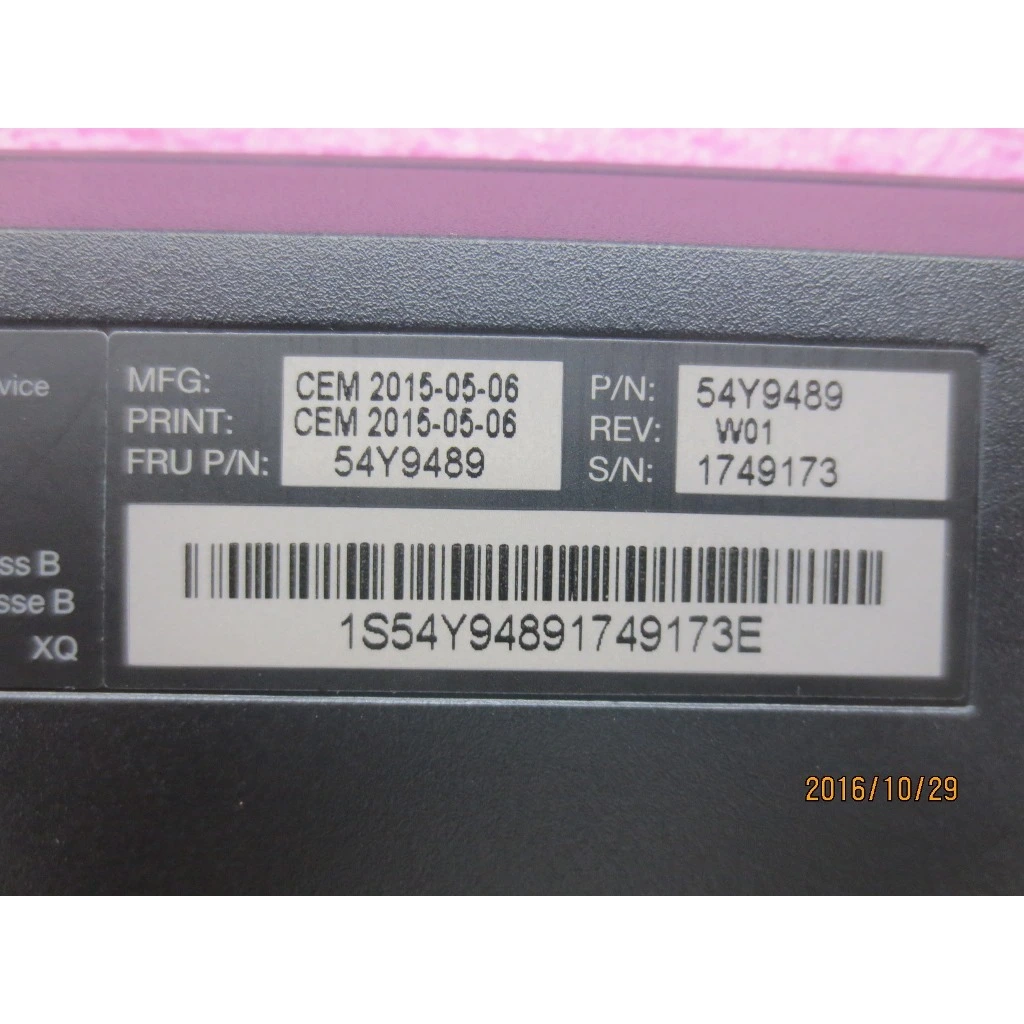 vice
MFG: CEM 2015-05-06 P/N: 54Y9489
PRINT: CEM 2015-05-06 REV: W01
FRU P/N: 54Y9489 S/N: 1749173
ss B
sse B
XQ
1S54Y94891749173E
2016/10/29